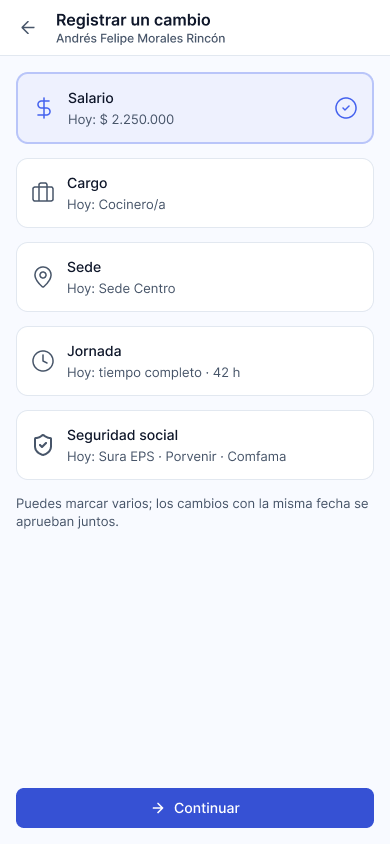 Registrar un cambio
Andrés Felipe Morales Rincón
Salario
Hoy: $ 2.250.000
Cargo
Hoy: Cocinero/a
Sede
Hoy: Sede Centro
Jornada
Hoy: tiempo completo · 42 h
Seguridad social
Hoy: Sura EPS · Porvenir · Comfama
Puedes marcar varios; los cambios con la misma fecha se
aprueban juntos.
Continuar